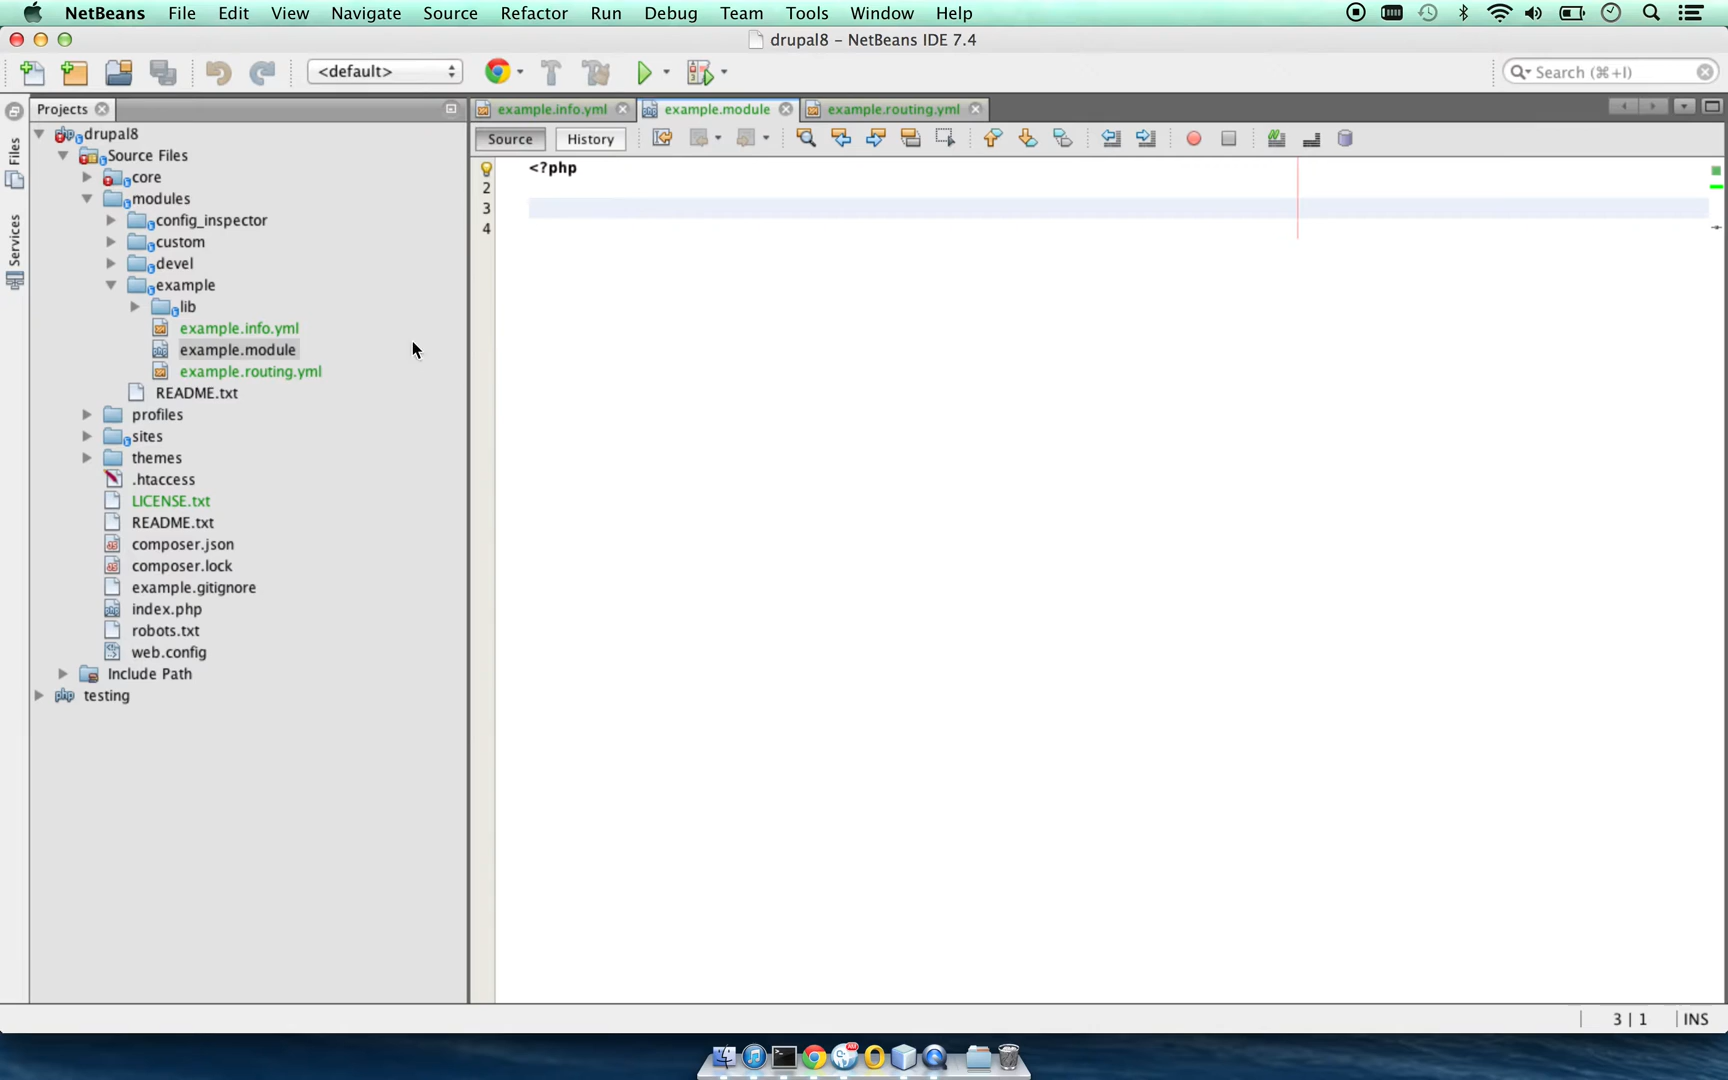 NetBeans File Edit View Navigate Source Refactor Run Debug Team Tools Window Help
drupal8 – NetBeans IDE 7.4
<default> Search (⌘+I)
Projects
example.info.yml example.module example.routing.yml
Files
Services
Source History
drupal8
Source Files
core
modules
config_inspector
custom
devel
example
lib
example.info.yml
example.module
example.routing.yml
README.txt
profiles
sites
themes
.htaccess
LICENSE.txt
README.txt
composer.json
composer.lock
example.gitignore
index.php
robots.txt
web.config
Include Path
testing
<?php
2
3
4
3 | 1 INS